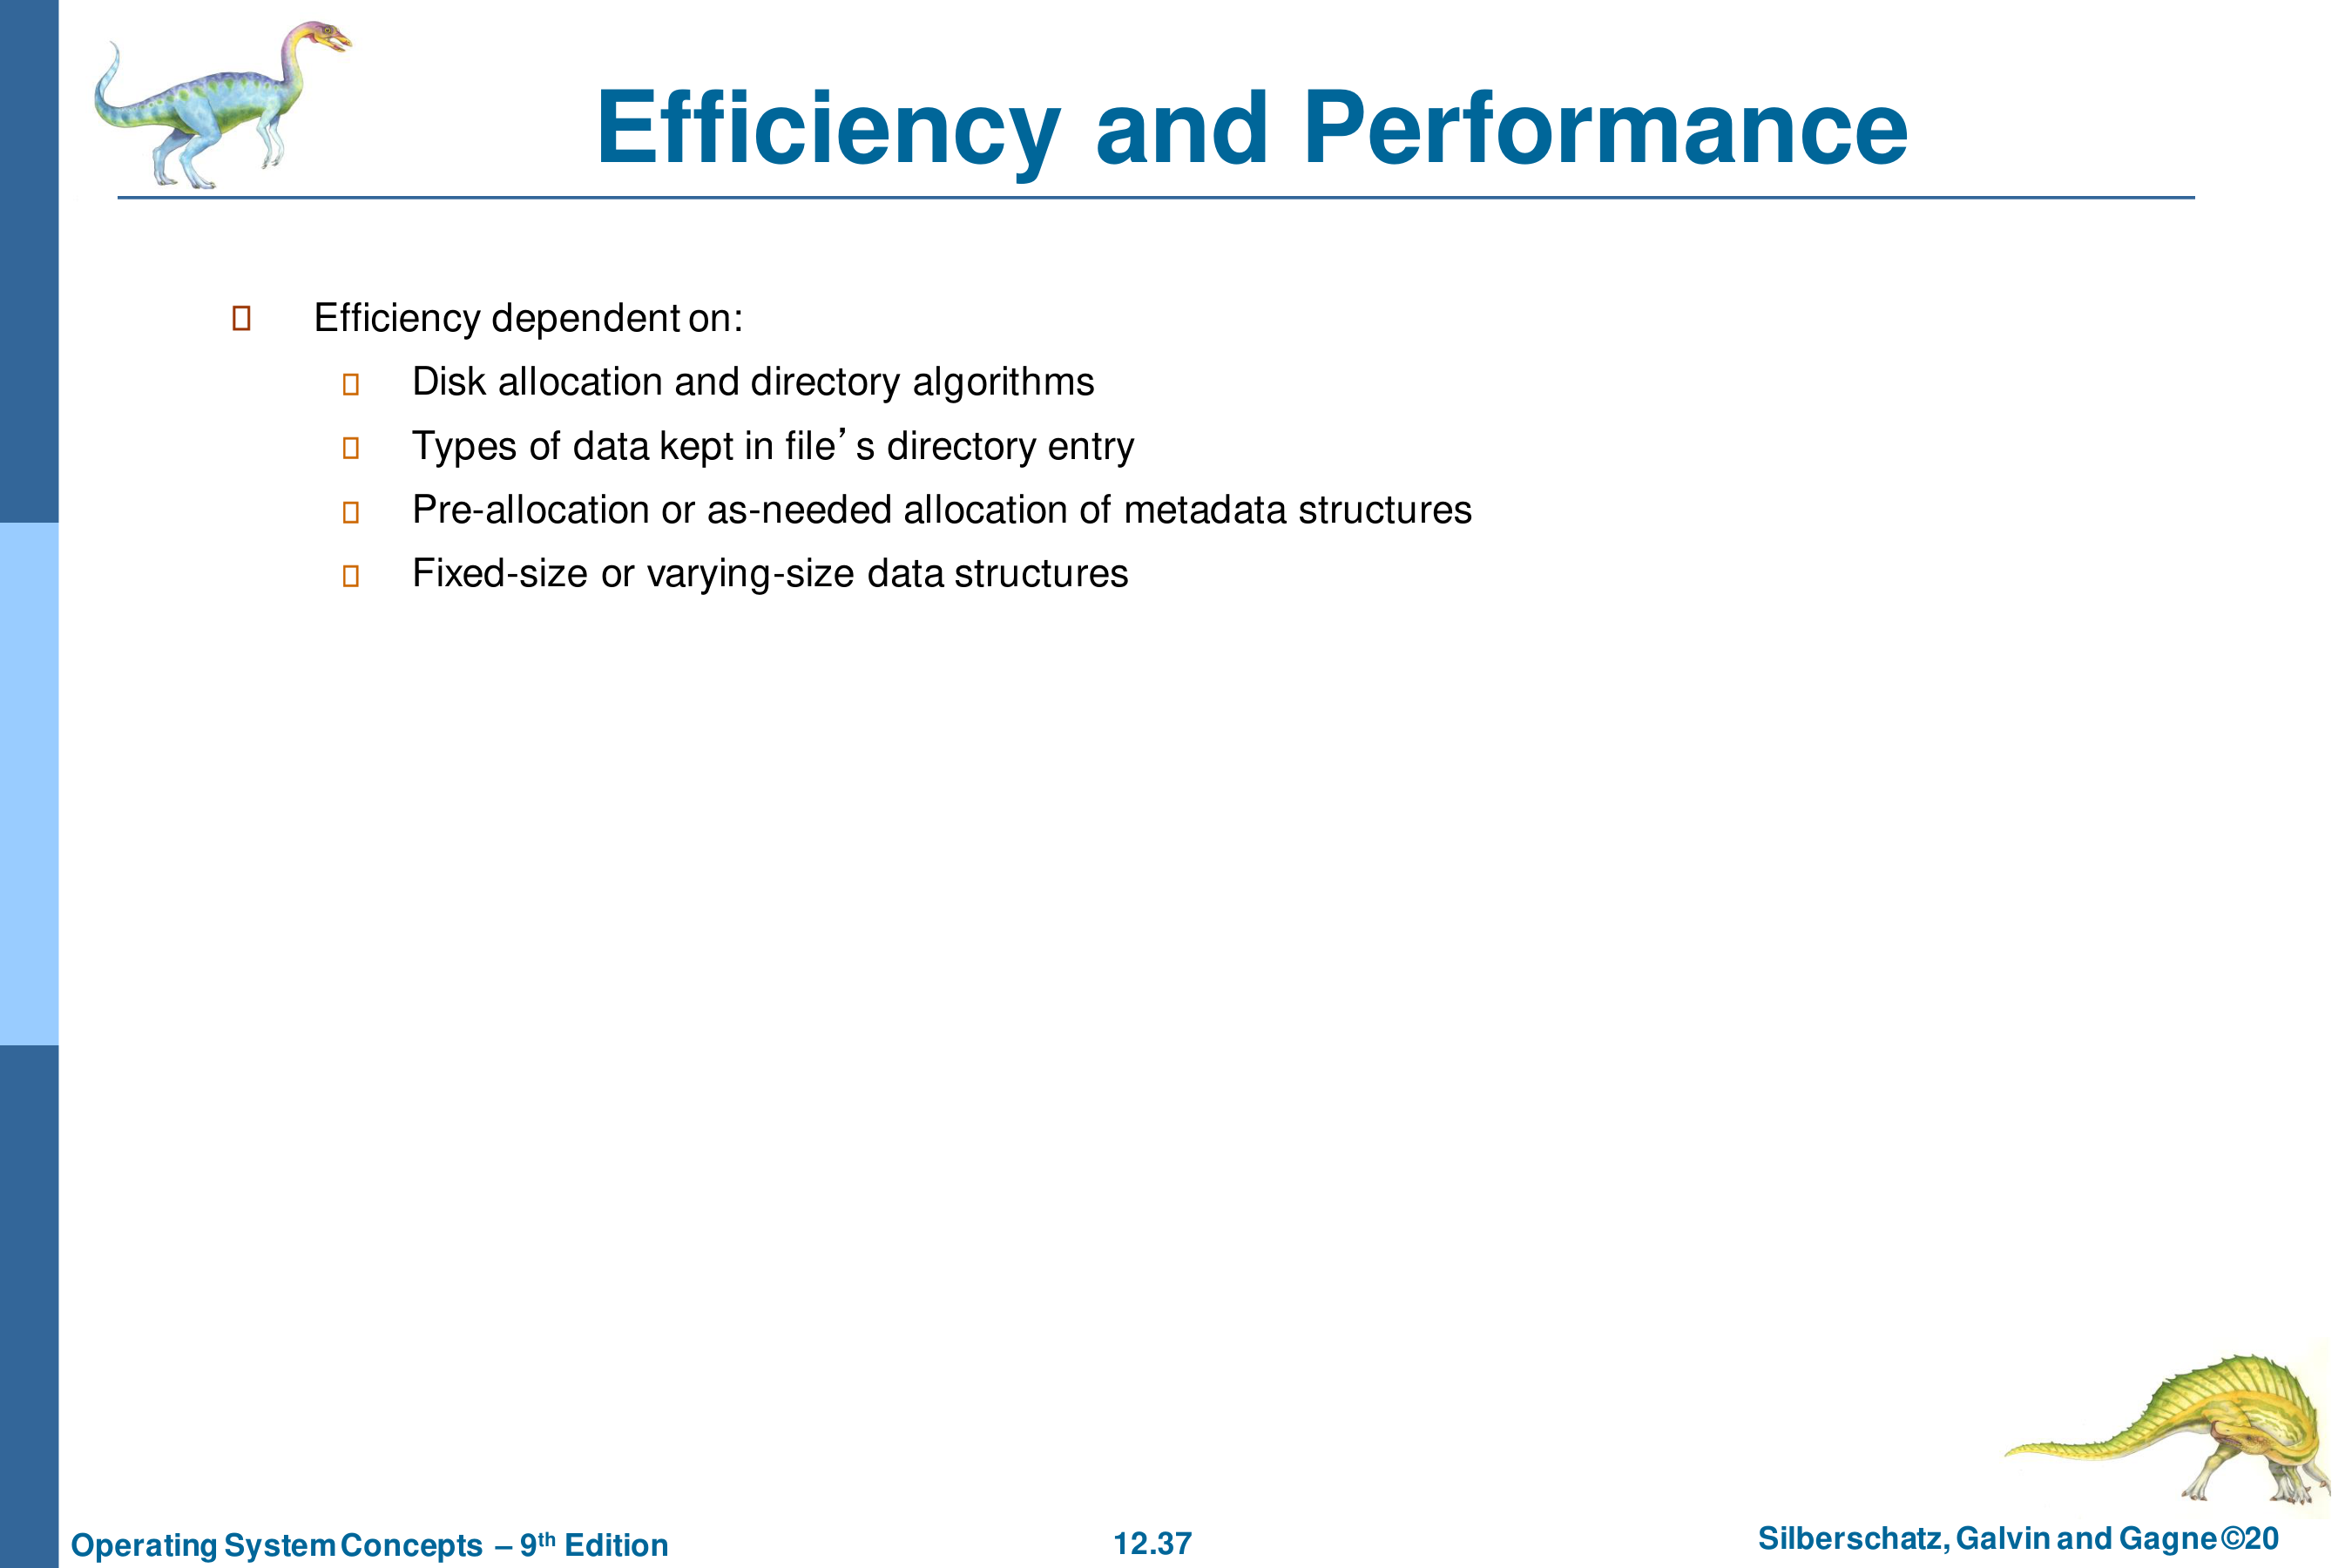 Efficiency and Performance
Efficiency dependent on:
Disk allocation and directory algorithms
Types of data kept in file’s directory entry
Pre-allocation or as-needed allocation of metadata structures
Fixed-size or varying-size data structures
Operating System Concepts – 9th Edition
12.37
Silberschatz, Galvin and Gagne ©20